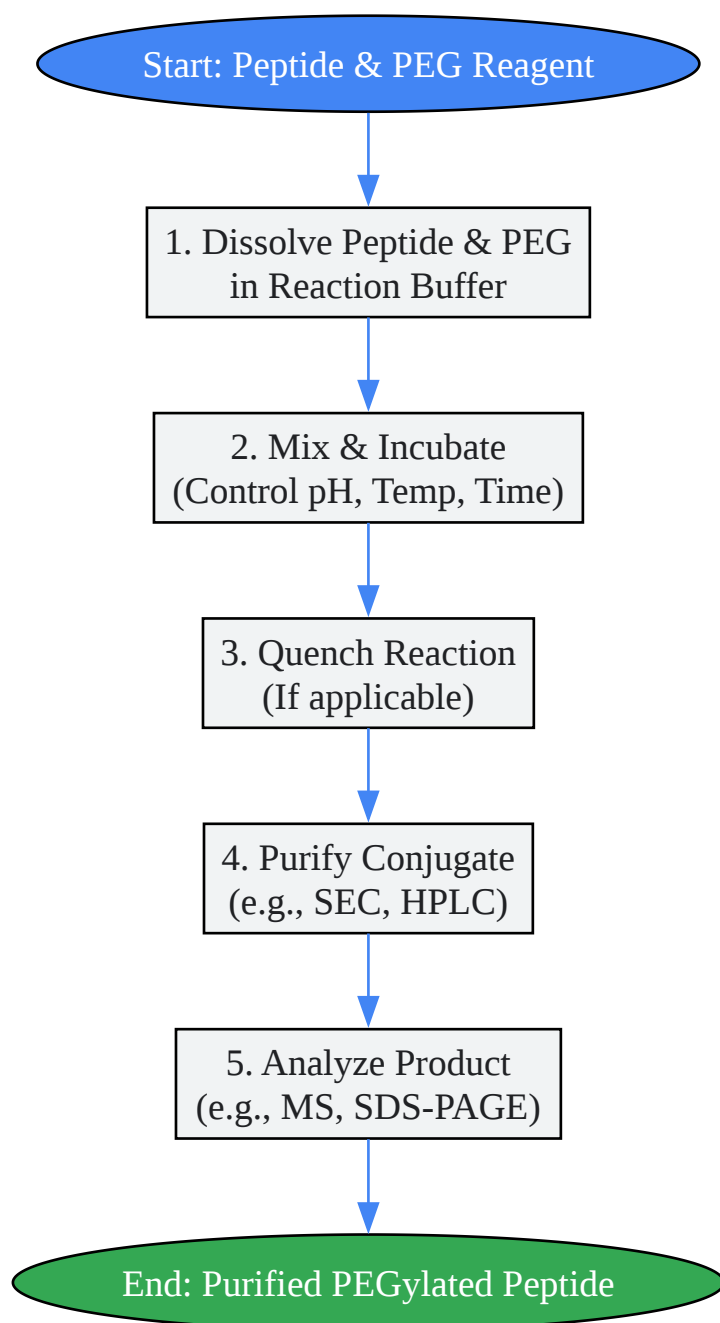 Start: Peptide & PEG Reagent
1. Dissolve Peptide & PEG
in Reaction Buffer
2. Mix & Incubate
(Control pH, Temp, Time)
3. Quench Reaction
(If applicable)
4. Purify Conjugate
(e.g., SEC, HPLC)
5. Analyze Product
(e.g., MS, SDS-PAGE)
End: Purified PEGylated Peptide